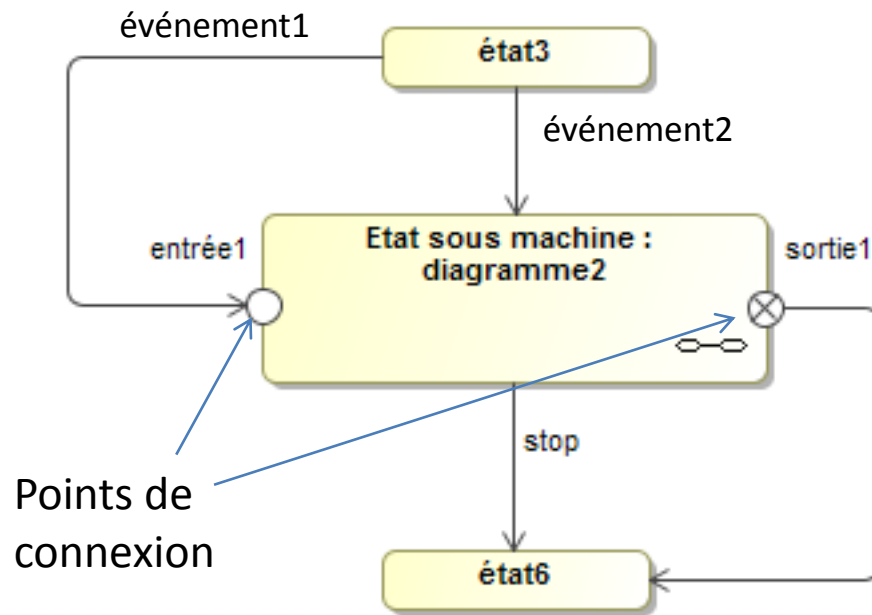 événement1
état3
événement2
entrée1
Etat sous machine :
diagramme2
sortie1
stop
Points de
connexion
état6